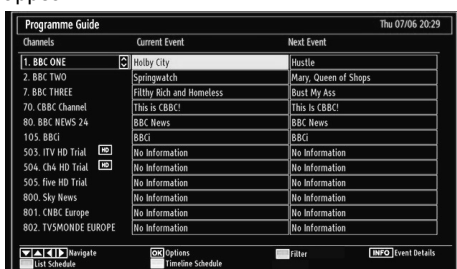 Programme Guide Thu 07/06 20:29
Channels Current Event Next Event
1. BBC ONE Holby City Hustle
2. BBC TWO Springwatch Mary, Queen of Shops
7. BBC THREE Filthy Rich and Homeless Bust My Ass
70. CBBC Channel This is CBBC! This Is CBBC!
80. BBC NEWS 24 BBC News BBC News
105. BBCi BBCi BBCi
503. ITV HD Trial HD No Information No Information
504. Ch4 HD Trial HD No Information No Information
505. five HD Trial No Information No Information
800. Sky News No Information No Information
801. CNBC Europe No Information No Information
802. TV5MONDE EUROPE No Information No Information
Navigate OK Options Filter INFO Event Details
List Schedule Timeline Schedule